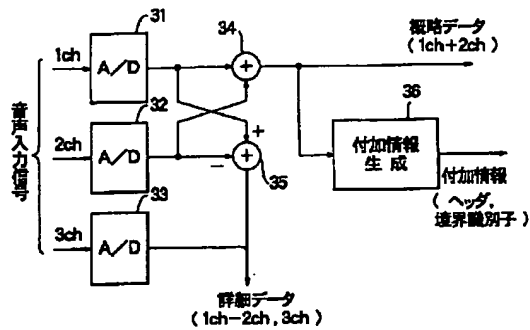 31
1ch
A/D
34
+
概略データ
(1ch+2ch)
音声入力信号
32
2ch
A/D
+
−
+
35
36
付加情報
生成
付加情報
(ヘッダ,
境界識別子)
33
3ch
A/D
詳細データ
(1ch−2ch, 3ch)